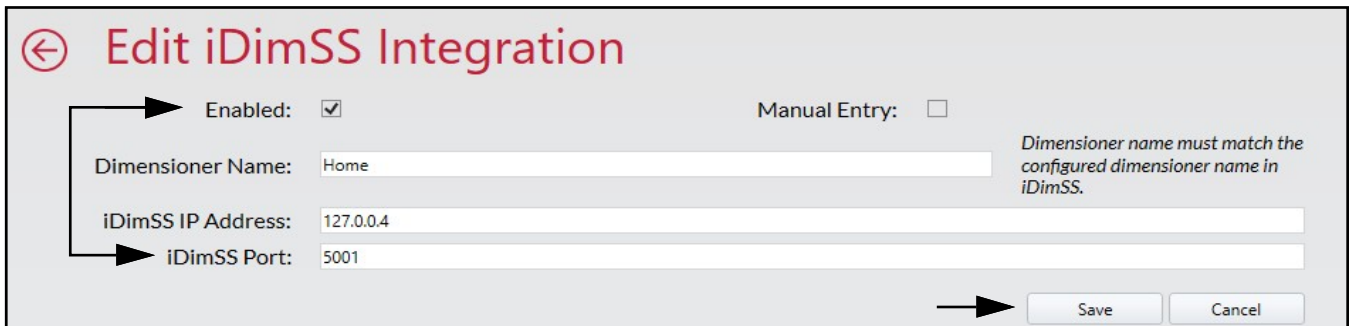 Edit iDimSS Integration
Enabled:
Manual Entry:
Dimensioner Name: Home
Dimensioner name must match the
configured dimensioner name in
iDimSS.
iDimSS IP Address: 127.0.0.4
iDimSS Port: 5001
Save Cancel